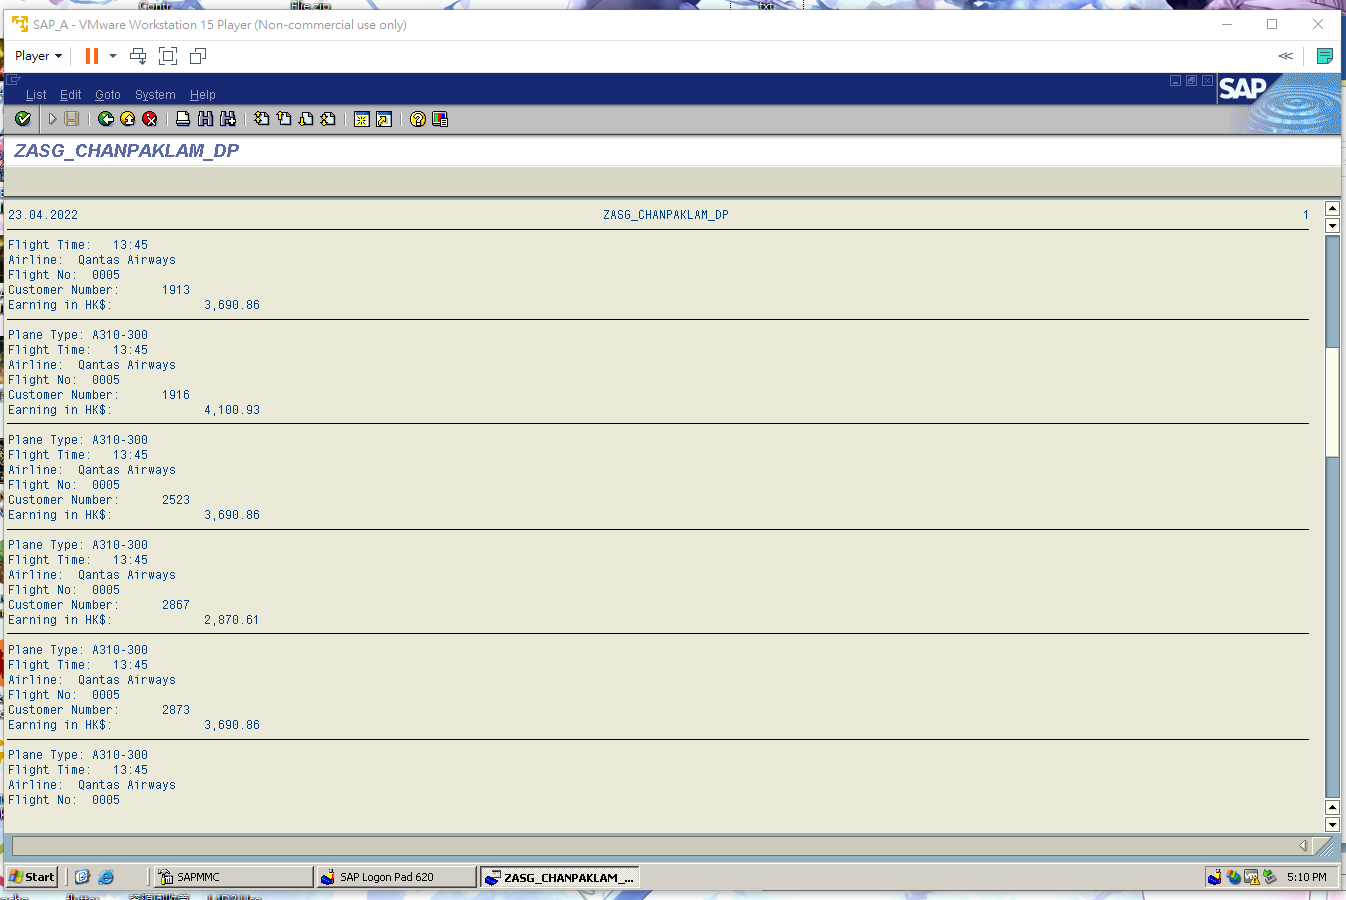 Contr
File.zip
txt
SAP_A - VMware Workstation 15 Player (Non-commercial use only)
Player
List Edit Goto System Help
SAP
ZASG_CHANPAKLAM_DP
23.04.2022 ZASG_CHANPAKLAM_DP 1
Flight Time: 13:45
Airline: Qantas Airways
Flight No: 0005
Customer Number: 1913
Earning in HK$: 3,690.86
Plane Type: A310-300
Flight Time: 13:45
Airline: Qantas Airways
Flight No: 0005
Customer Number: 1916
Earning in HK$: 4,100.93
Plane Type: A310-300
Flight Time: 13:45
Airline: Qantas Airways
Flight No: 0005
Customer Number: 2523
Earning in HK$: 3,690.86
Plane Type: A310-300
Flight Time: 13:45
Airline: Qantas Airways
Flight No: 0005
Customer Number: 2867
Earning in HK$: 2,870.61
Plane Type: A310-300
Flight Time: 13:45
Airline: Qantas Airways
Flight No: 0005
Customer Number: 2873
Earning in HK$: 3,690.86
Plane Type: A310-300
Flight Time: 13:45
Airline: Qantas Airways
Flight No: 0005
Start SAPMMC SAP Logon Pad 620 ZASG_CHANPAKLAM_... 5:10 PM